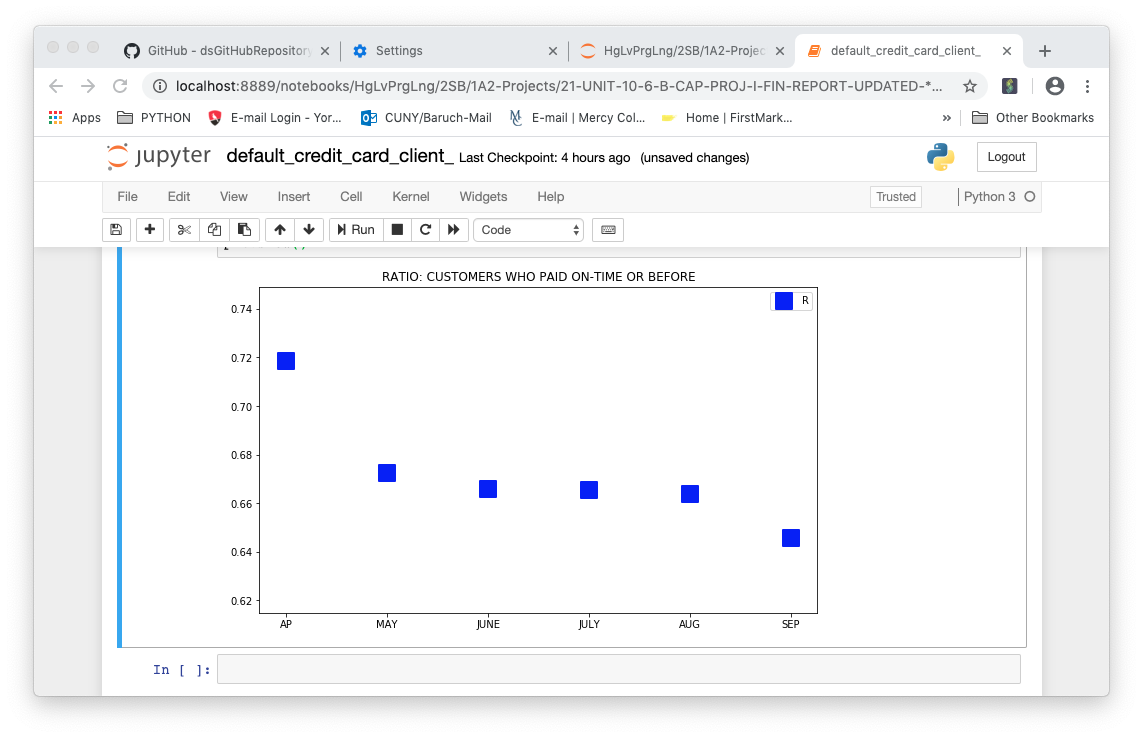 GitHub - dsGitHubRepository
Settings
HgLvPrgLng/2SB/1A2-Projec
default_credit_card_client_
localhost:8889/notebooks/HgLvPrgLng/2SB/1A2-Projects/21-UNIT-10-6-B-CAP-PROJ-I-FIN-REPORT-UPDATED-*...
Apps PYTHON E-mail Login - Yor... CUNY/Baruch-Mail E-mail | Mercy Col... Home | FirstMark... » Other Bookmarks
jupyter default_credit_card_client_ Last Checkpoint: 4 hours ago (unsaved changes) Logout
File Edit View Insert Cell Kernel Widgets Help Trusted Python 3
Run Code
RATIO: CUSTOMERS WHO PAID ON-TIME OR BEFORE
R
0.74
0.72
0.70
0.68
0.66
0.64
0.62
AP MAY JUNE JULY AUG SEP
In [ ]: